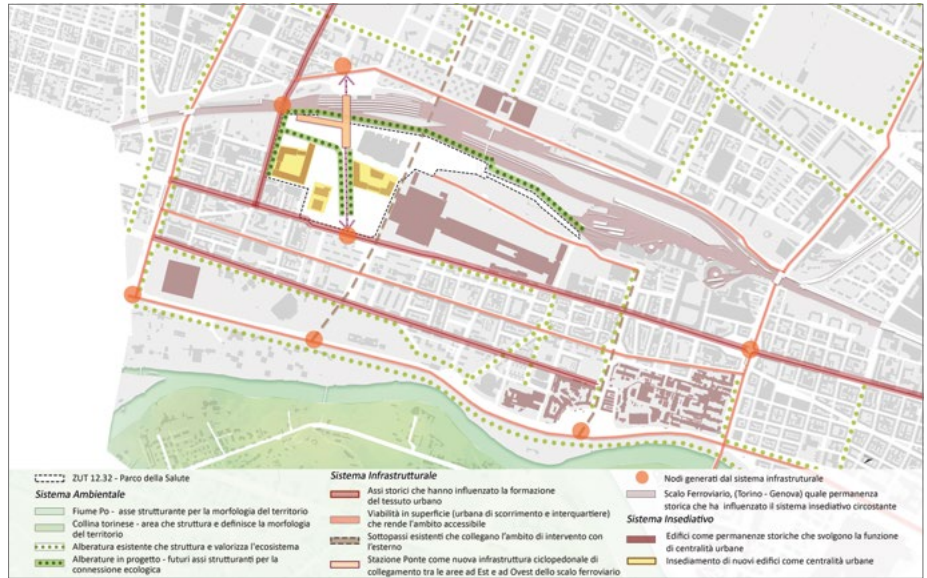 ZUT 12.32 - Parco della Salute
Sistema Ambientale
Fiume Po - asse strutturante per la morfologia del territorio
Collina torinese - area che struttura e definisce la morfologia
del territorio
Alberatura esistente che struttura e valorizza l'ecosistema
Alberature in progetto - futuri assi strutturanti per la
connessione ecologica
Sistema Infrastrutturale
Assi storici che hanno influenzato la formazione
del tessuto urbano
Viabilità in superficie (urbana di scorrimento e interquartiere)
che rende l'ambito accessibile
Sottopassi esistenti che collegano l'ambito di intervento con
l'esterno
Stazione Ponte come nuova infrastruttura ciclopedonale di
collegamento tra le aree ad Est e ad Ovest dello scalo ferroviario
Nodi generati dal sistema infrastruturale
Scalo Ferroviario, (Torino - Genova) quale permanenza
storica che ha influenzato il sistema insediativo circostante
Sistema Insediativo
Edifici come permanenze storiche che svolgono la funzione
di centralità urbane
Insediamento di nuovi edifici come centralità urbane